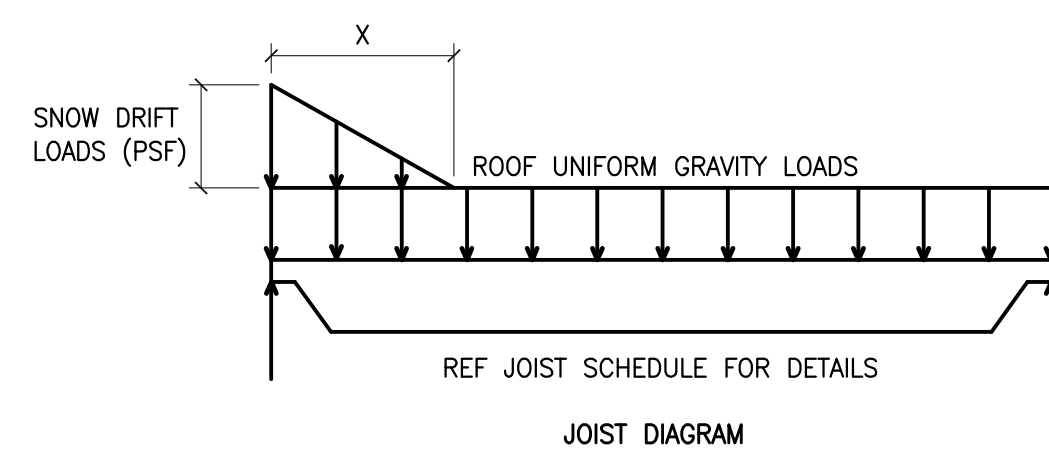 X
SNOW DRIFT
LOADS (PSF)
ROOF UNIFORM GRAVITY LOADS
REF JOIST SCHEDULE FOR DETAILS
JOIST DIAGRAM